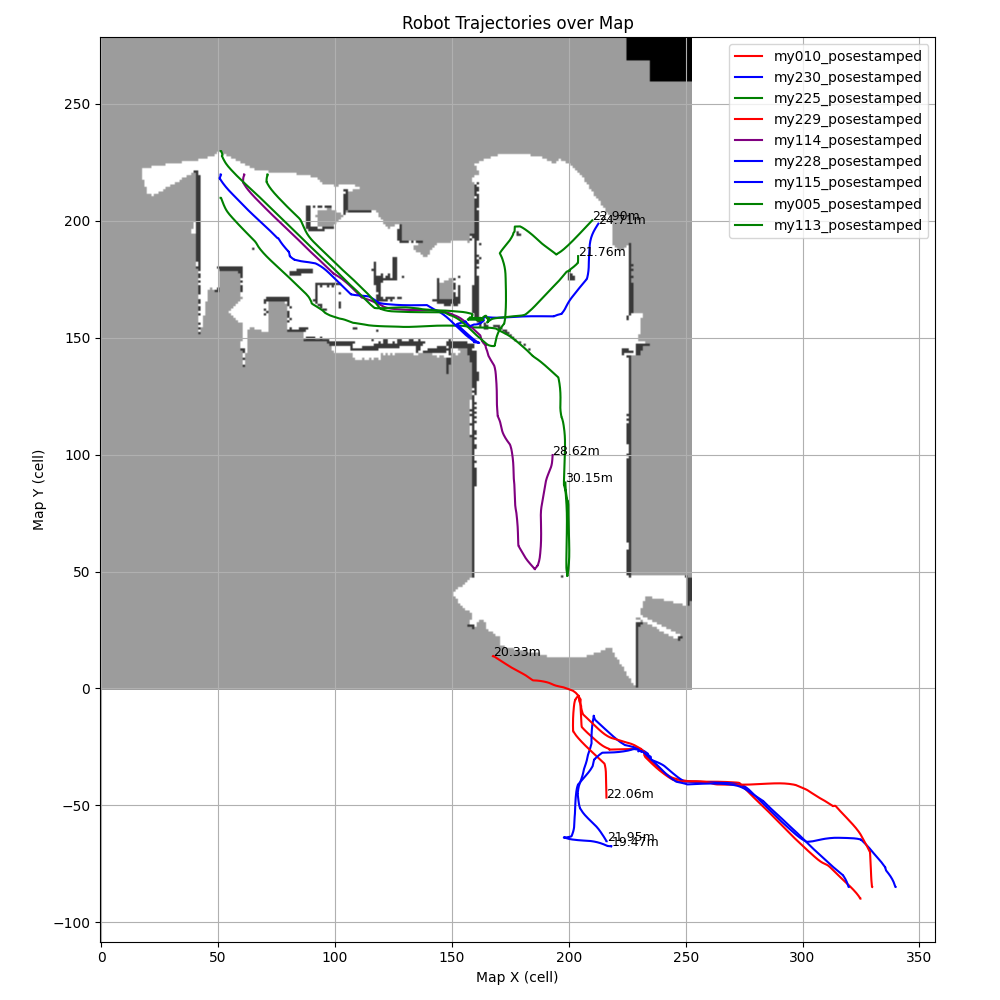 Robot Trajectories over Map
my010_posestamped
my230_posestamped
my225_posestamped
my229_posestamped
my114_posestamped
my228_posestamped
my115_posestamped
my005_posestamped
my113_posestamped
250
200
150
100
50
0
−50
−100
Map Y (cell)
22.90m
24.71m
21.76m
28.62m
30.15m
20.33m
22.06m
21.95m
19.47m
0 50 100 150 200 250 300 350
Map X (cell)